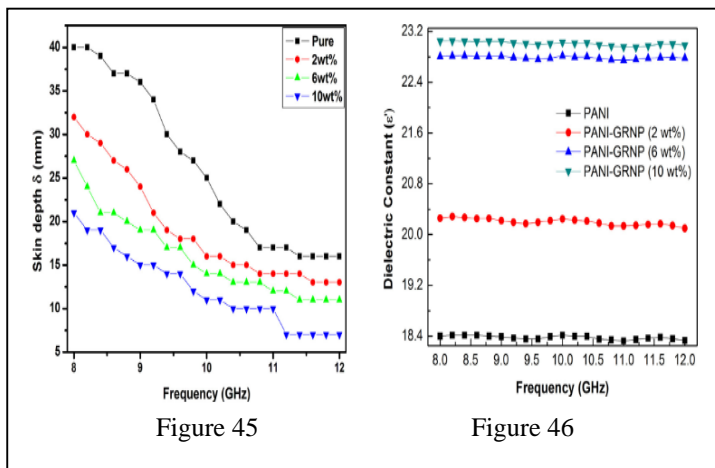 Skin depth δ (mm)
40
35
30
25
20
15
10
5
8
9
10
11
12
Frequency (GHz)
Pure
2wt%
6wt%
10wt%
Figure 45
Dielectric Constant (ε')
23.2
22.4
21.6
20.8
20.0
19.2
18.4
8.0 8.5 9.0 9.5 10.0 10.5 11.0 11.5 12.0
Frequency (GHz)
PANI
PANI-GRNP (2 wt%)
PANI-GRNP (6 wt%)
PANI-GRNP (10 wt%)
Figure 46